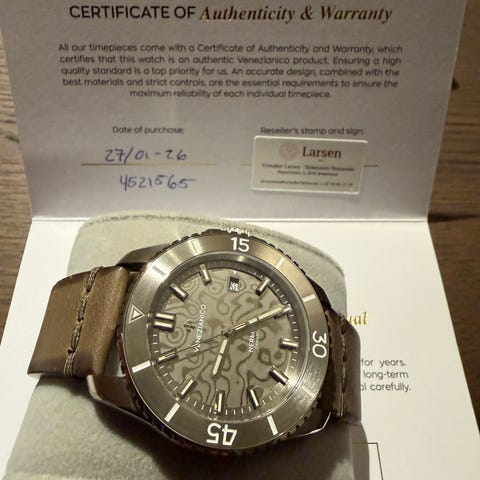 CERTIFICATE OF Authenticity & Warranty
All our timepieces come with a Certificate of Authenticity and Warranty, which
certifies that this watch is an authentic Venezianico product. Ensuring a high
quality standard is a top priority for us. An accurate design, combined with the
best materials and strict controls, are the essential requirements to ensure the
maximum reliability of each individual timepiece.
Date of purchase:
Reseller's stamp and sign:
27/01-26
4521565
Larsen
15
30
45
VENEZIANICO
for years.
long-term
carefully.